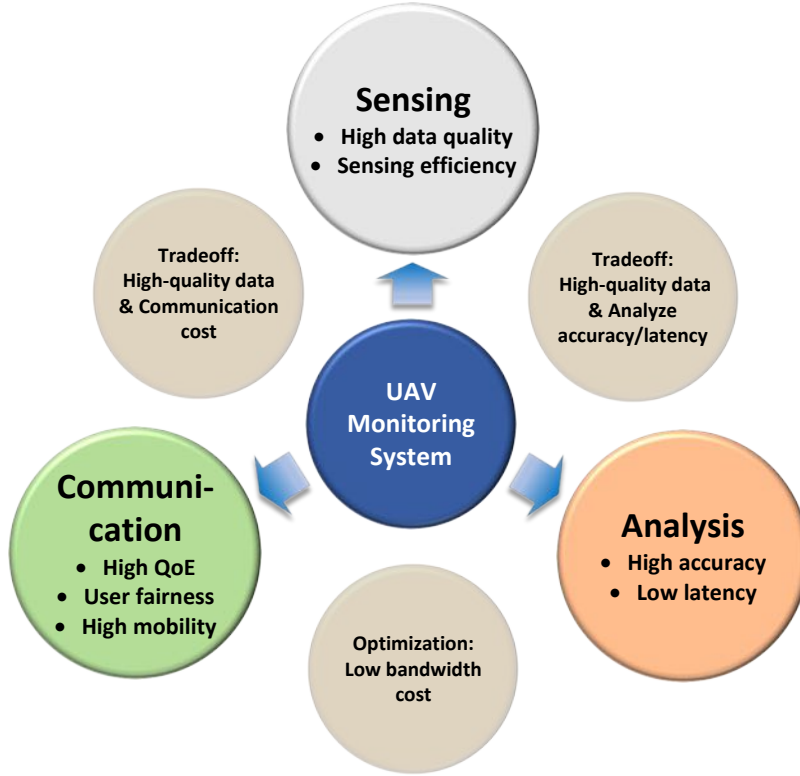 Sensing
• High data quality
• Sensing efficiency
Tradeoff:
High-quality data
& Communication
cost
Tradeoff:
High-quality data
& Analyze
accuracy/latency
UAV
Monitoring
System
Communi-
cation
• High QoE
• User fairness
• High mobility
Analysis
• High accuracy
• Low latency
Optimization:
Low bandwidth
cost